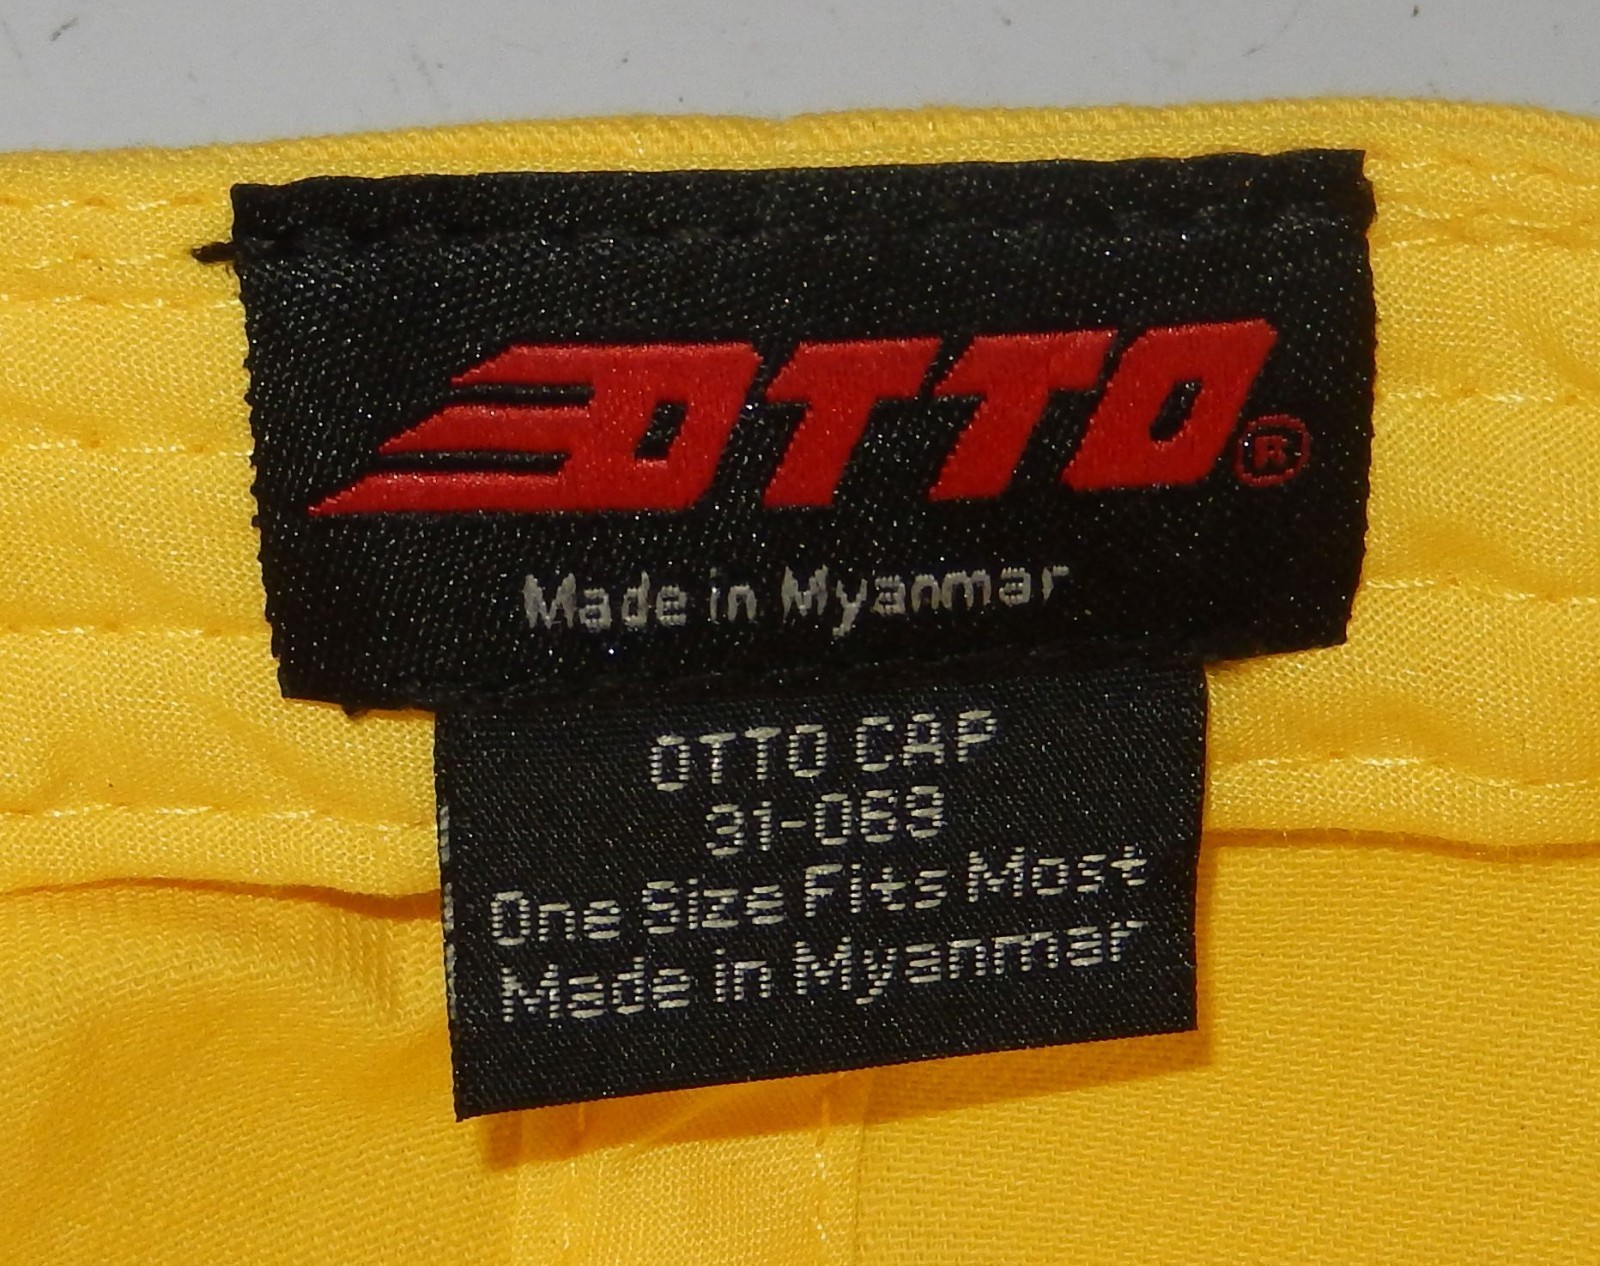 OTTO®
Made in Myanmar
OTTO CAP
31-069
One Size Fits Most
Made in Myanmar